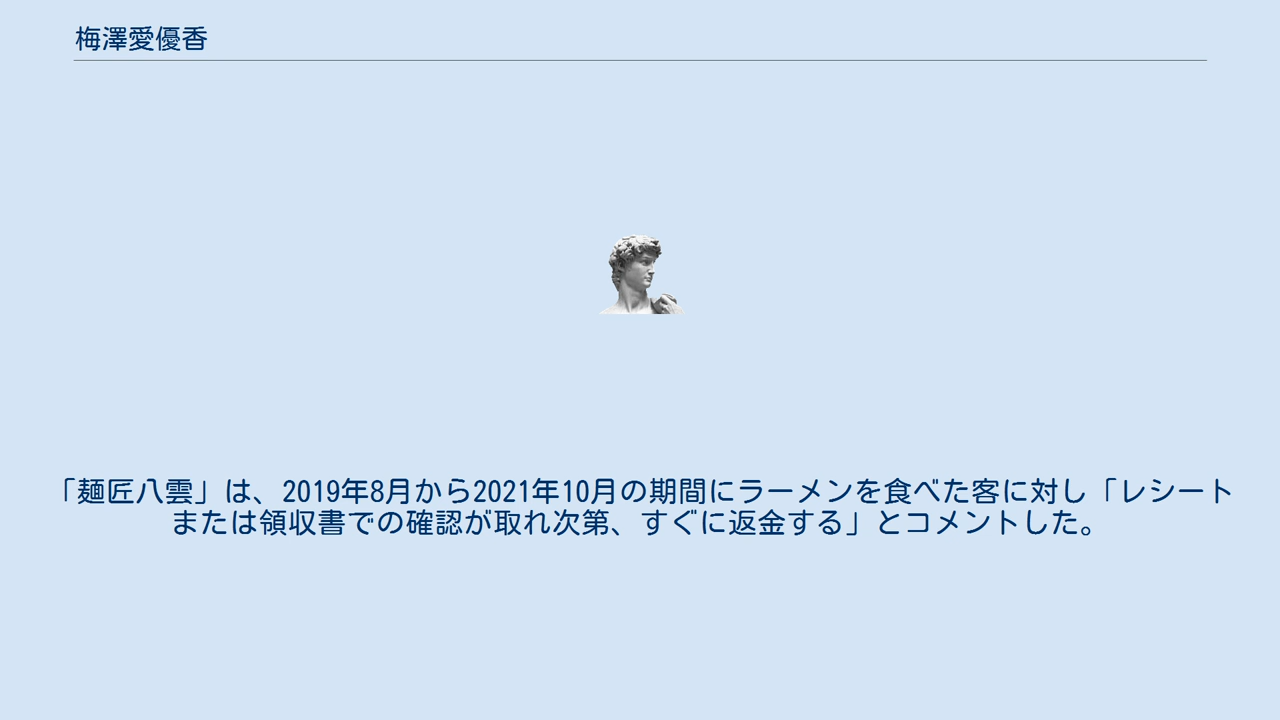 梅澤愛優香
「麺匠八雲」は、2019年8月から2021年10月の期間にラーメンを食べた客に対し「レシート
または領収書での確認が取れ次第、すぐに返金する」とコメントした。